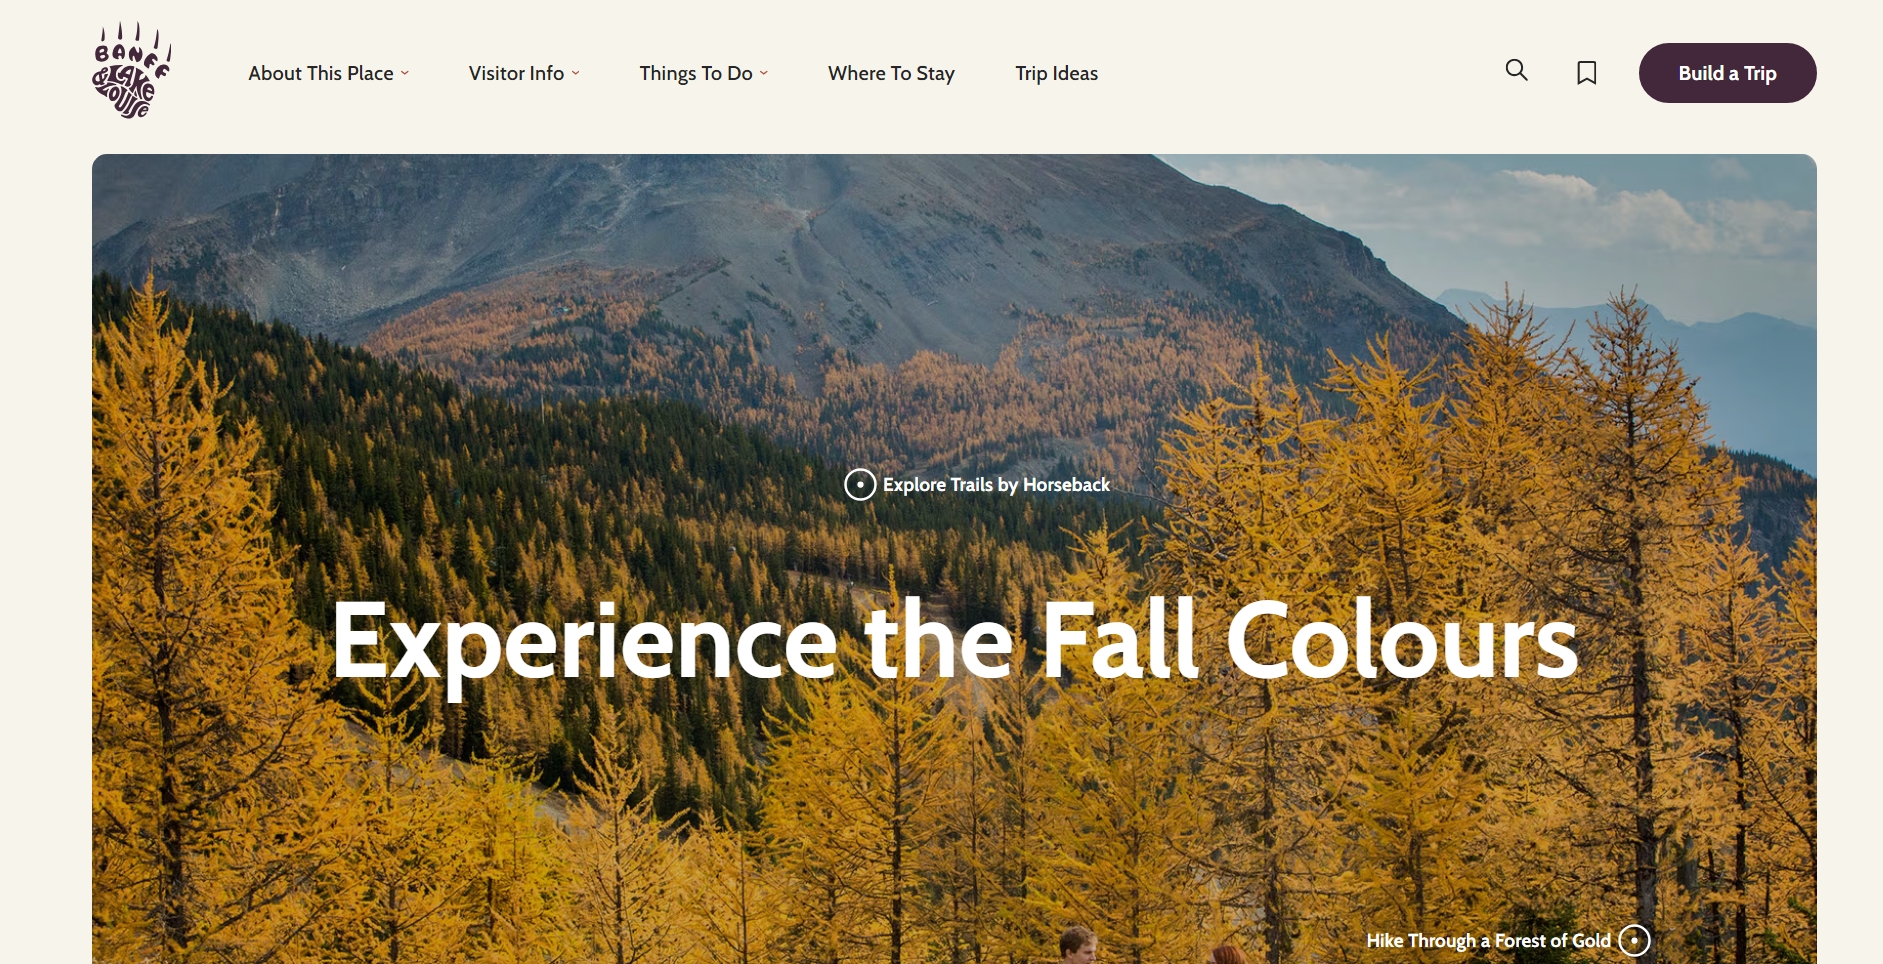 BANFF
& LAKE
LOUISE
About This Place
Visitor Info
Things To Do
Where To Stay
Trip Ideas
Build a Trip
Explore Trails by Horseback
Experience the Fall Colours
Hike Through a Forest of Gold